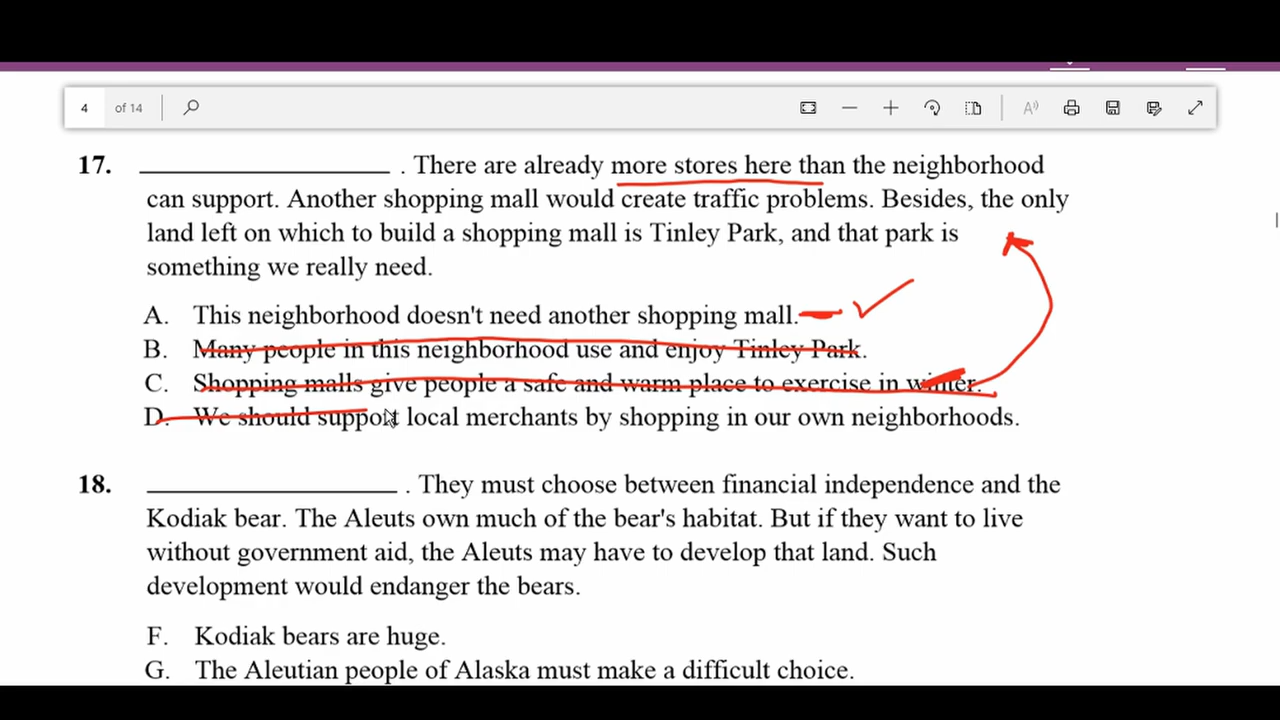 4 of 14
17. ____________________ . There are already more stores here than the neighborhood
can support. Another shopping mall would create traffic problems. Besides, the only
land left on which to build a shopping mall is Tinley Park, and that park is
something we really need.
A. This neighborhood doesn't need another shopping mall.
B. Many people in this neighborhood use and enjoy Tinley Park.
C. Shopping malls give people a safe and warm place to exercise in winter.
D. We should support local merchants by shopping in our own neighborhoods.
18. ____________________ . They must choose between financial independence and the
Kodiak bear. The Aleuts own much of the bear's habitat. But if they want to live
without government aid, the Aleuts may have to develop that land. Such
development would endanger the bears.
F. Kodiak bears are huge.
G. The Aleutian people of Alaska must make a difficult choice.